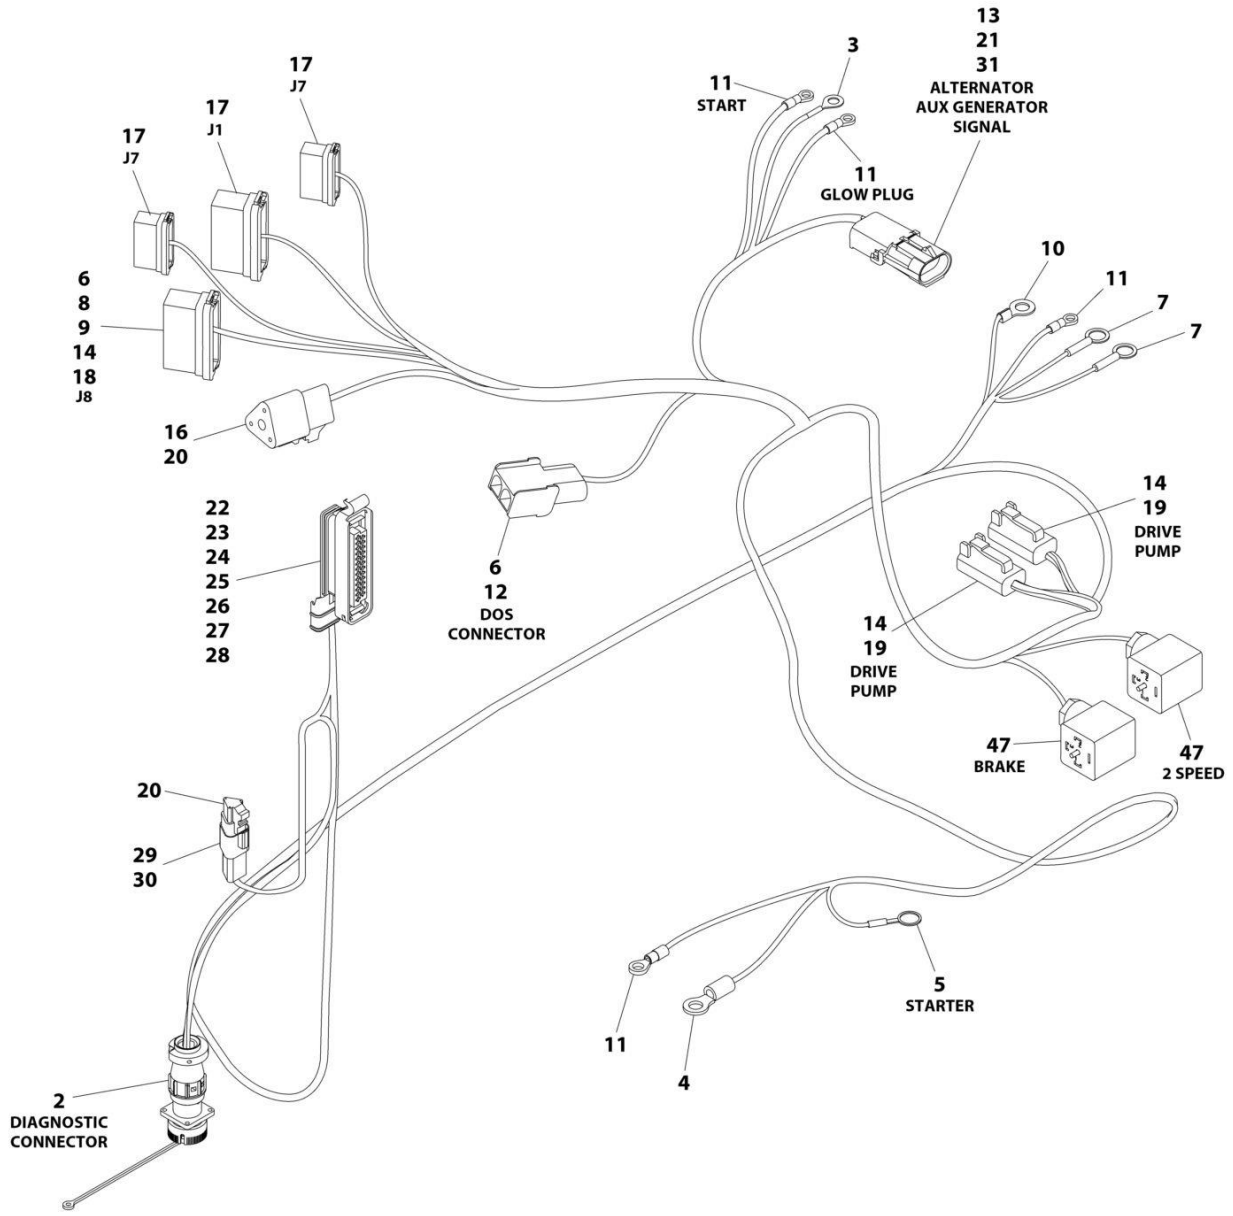 13
21
31
ALTERNATOR
AUX GENERATOR
SIGNAL
3
11
START
17
J7
17
J1
17
J7
11
GLOW PLUG
10
11
7
7
6
8
9
14
18
J8
16
20
22
23
24
25
26
27
28
6
12
DOS
CONNECTOR
14
19
DRIVE
PUMP
14
19
DRIVE
PUMP
47
BRAKE
47
2 SPEED
20
29
30
5
STARTER
11
4
2
DIAGNOSTIC
CONNECTOR